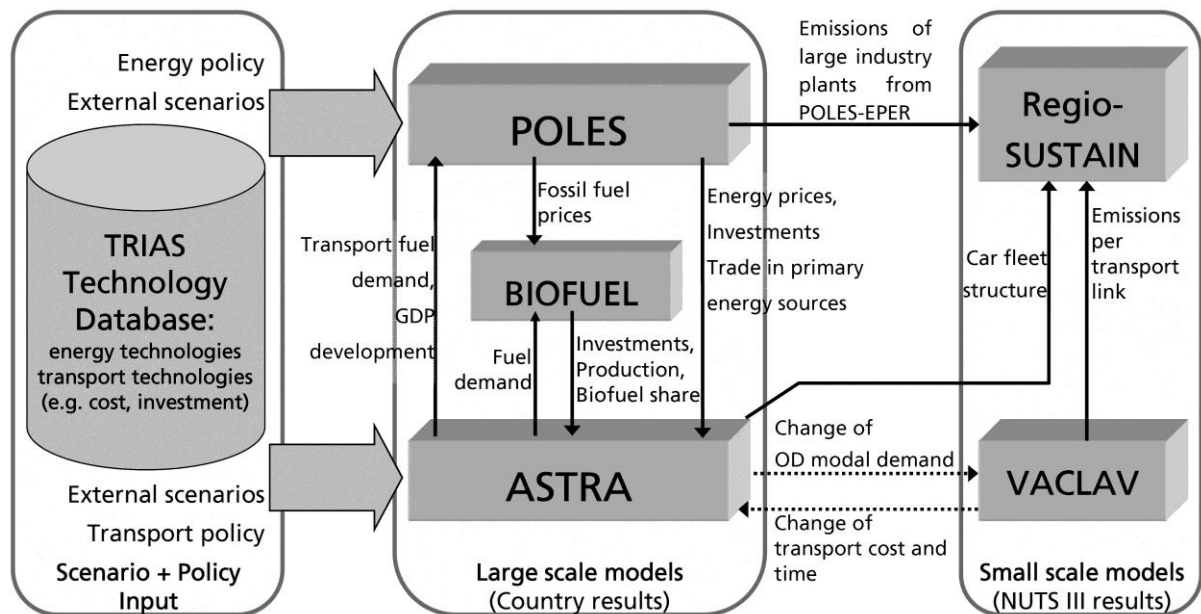 Energy policy
External scenarios
TRIAS
Technology
Database:
energy technologies
transport technologies
(e.g. cost, investment)
External scenarios
Transport policy
Scenario + Policy
Input
POLES
Fossil fuel
prices
Transport fuel
demand,
GDP
development
BIOFUEL
Energy prices,
Investments
Trade in primary
energy sources
Fuel
demand
Investments,
Production,
Biofuel share
ASTRA
Large scale models
(Country results)
Emissions of
large industry
plants from
POLES-EPER
Car fleet
structure
Change of
OD modal demand
Change of
transport cost and
time
Regio-
SUSTAIN
Emissions
per
transport
link
VACLAV
Small scale models
(NUTS III results)